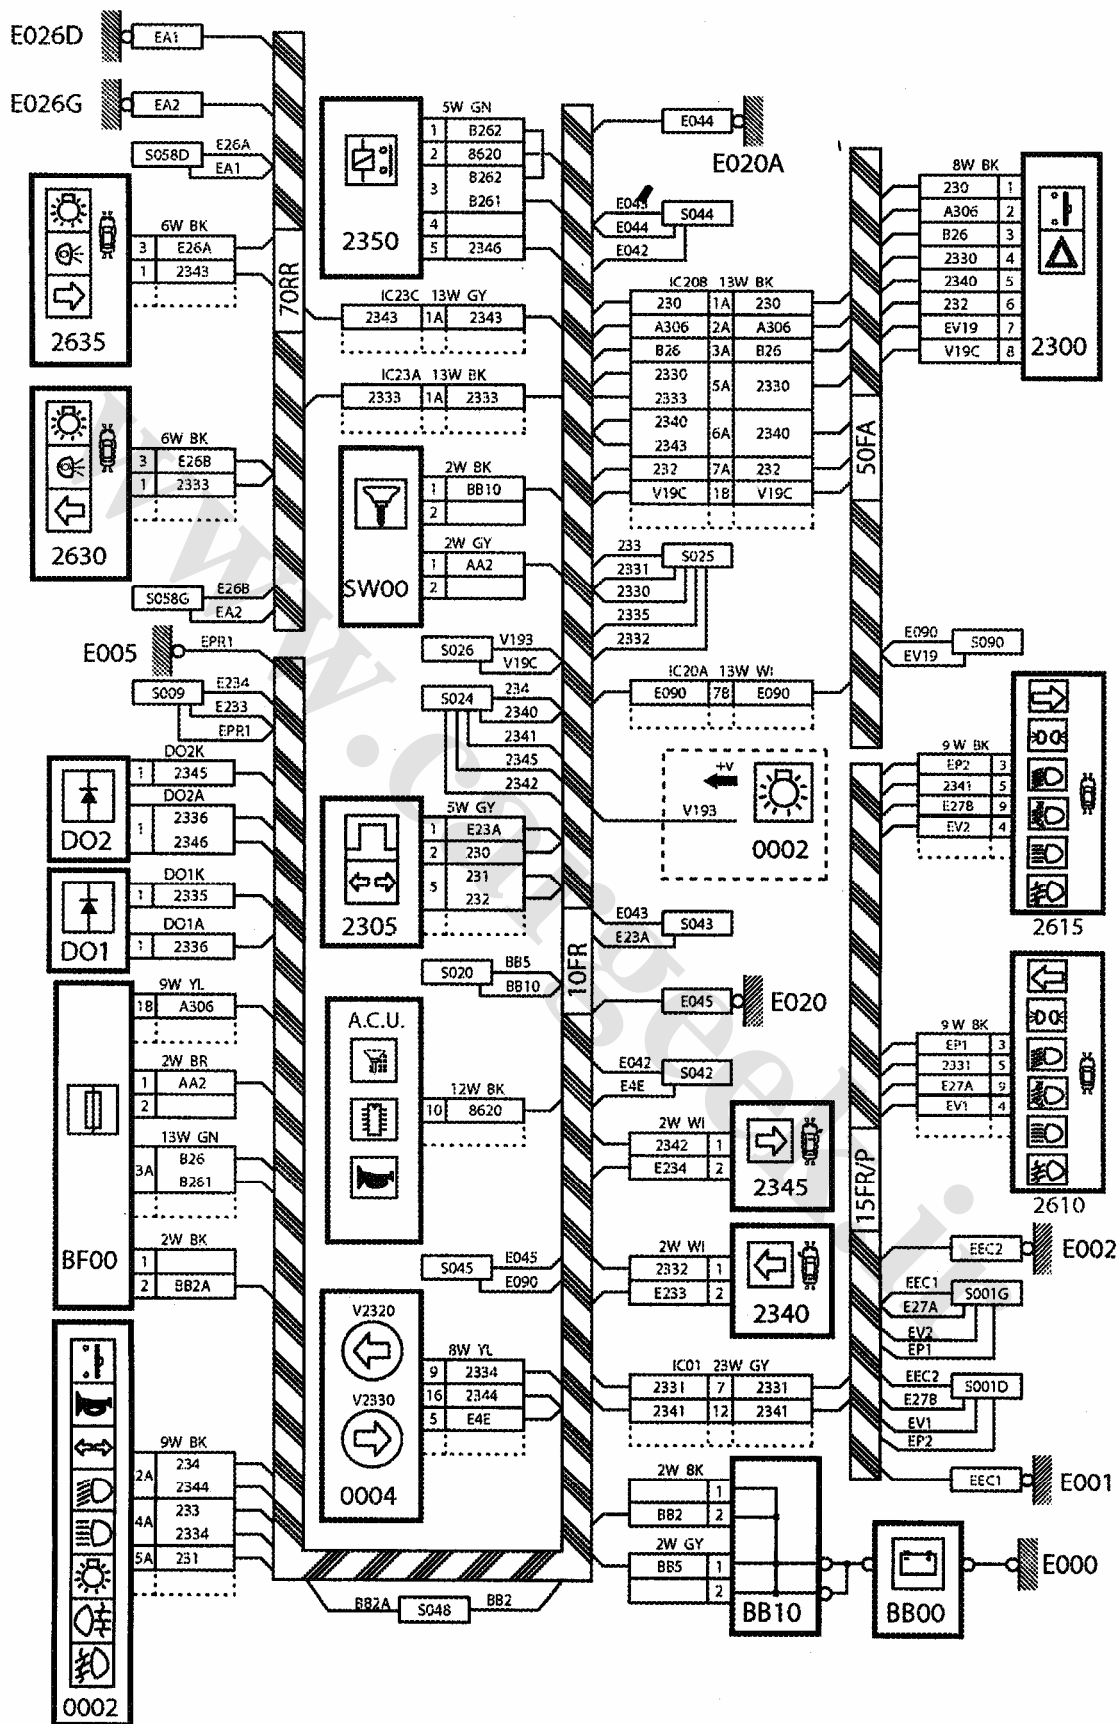 E026D
EA1
E026G
EA2
S058D E26A
EA1
2635
6W BK
3 E26A
1 2343
2630
6W BK
3 E26B
1 2333
S058G E26B
EA2
70RR
E005 EPR1
S009 E234
E233
EPR1
DO2
DO2K
1 2345
DO2A
1 2336
2346
DO1
DO1K
1 2335
DO1A
1 2336
BF00
9W YL
1B A306
2W BR
1 AA2
2
13W GN
3A B26
B261
2W BK
1
2 BB2A
0002
9W BK
2A 234
2344
4A 233
2334
5A 231
2350
5W GN
1 B262
2 8620
3 B262
B261
4
5 2346
IC23C 13W GY
2343 1A 2343
IC23A 13W BK
2333 1A 2333
SW00
2W BK
1 BB10
2
2W GY
1 AA2
2
S026 V193
V19C
S024 234
2340
2341
2345
2342
2305
5W GY
1 E23A
2 230
5 231
232
S020 BB5
BB10
A.C.U.
12W BK
10 8620
S045 E045
E090
V2320
V2330
0004
8W YL
9 2334
16 2344
5 E4E
BB2A S048 BB2
10FR
E044
E020A
E043 S044
E044
E042
IC20B 13W BK
230 1A 230
A306 2A A306
B26 3A B26
2330 5A 2330
2333
2340 6A 2340
2343
232 7A 232
V19C 1B V19C
233 S025
2331
2330
2335
2332
IC20A 13W WI
E090 7B E090
+V
V193
0002
E043 S043
E23A
E045 E020
E042 S042
E4E
2W WI
2342 1
E234 2
2345
2W WI
2332 1
E233 2
2340
IC01 23W GY
2331 7 2331
2341 12 2341
2W BK
1
BB2 2
2W GY
BB5 1
2
BB10
BB00
E000
50FA
8W BK
230 1
A306 2
B26 3
2330 4
2340 5
232 6
EV19 7
V19C 8
2300
E090 S090
EV19
15FR/P
9W BK
EP2 3
2341 5
E27B 9
EV2 4
2615
9W BK
EP1 3
2331 5
E27A 9
EV1 4
2610
EEC2 E002
EEC1 S001G
E27A
EV2
EP1
EEC2 S001D
E27B
EV1
EP2
EEC1 E001
www.cargeek.ir